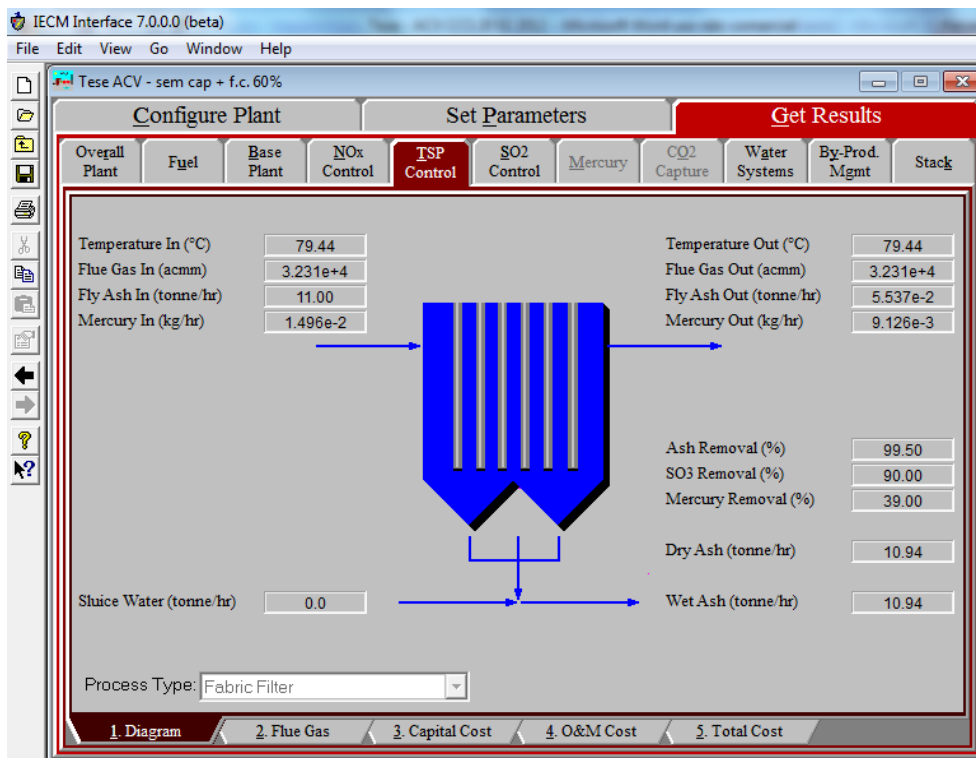 IECM Interface 7.0.0.0 (beta)
File Edit View Go Window Help
Tese ACV - sem cap + f.c. 60%
Configure Plant Set Parameters Get Results
Overall Plant Fuel Base Plant NOx Control TSP Control SO2 Control Mercury CO2 Capture Water Systems By-Prod. Mgmt Stack
Temperature In (°C) 79.44 Temperature Out (°C) 79.44
Flue Gas In (acmm) 3.231e+4 Flue Gas Out (acmm) 3.231e+4
Fly Ash In (tonne/hr) 11.00 Fly Ash Out (tonne/hr) 5.537e-2
Mercury In (kg/hr) 1.496e-2 Mercury Out (kg/hr) 9.126e-3
Ash Removal (%) 99.50
SO3 Removal (%) 90.00
Mercury Removal (%) 39.00
Dry Ash (tonne/hr) 10.94
Sluice Water (tonne/hr) 0.0 Wet Ash (tonne/hr) 10.94
Process Type: Fabric Filter
1. Diagram 2. Flue Gas 3. Capital Cost 4. O&M Cost 5. Total Cost